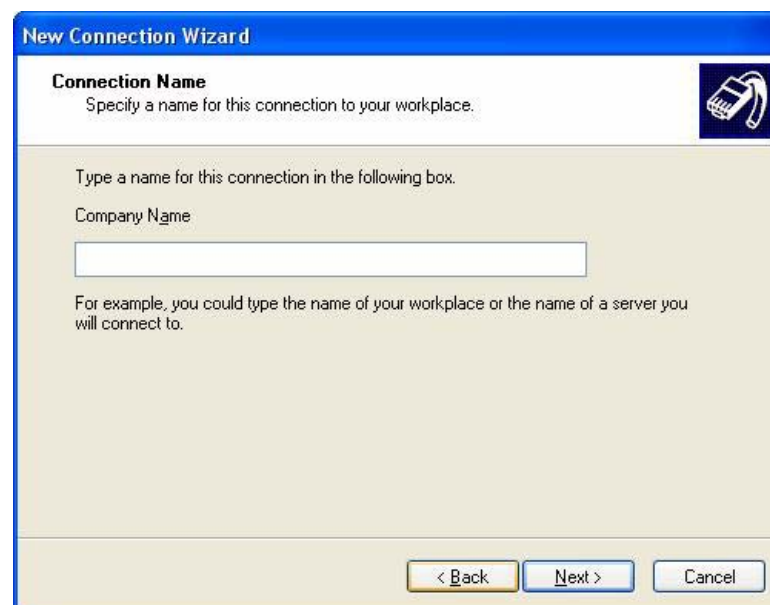 New Connection Wizard
Connection Name
Specify a name for this connection to your workplace.
Type a name for this connection in the following box.
Company Name
For example, you could type the name of your workplace or the name of a server you
will connect to.
< Back Next > Cancel